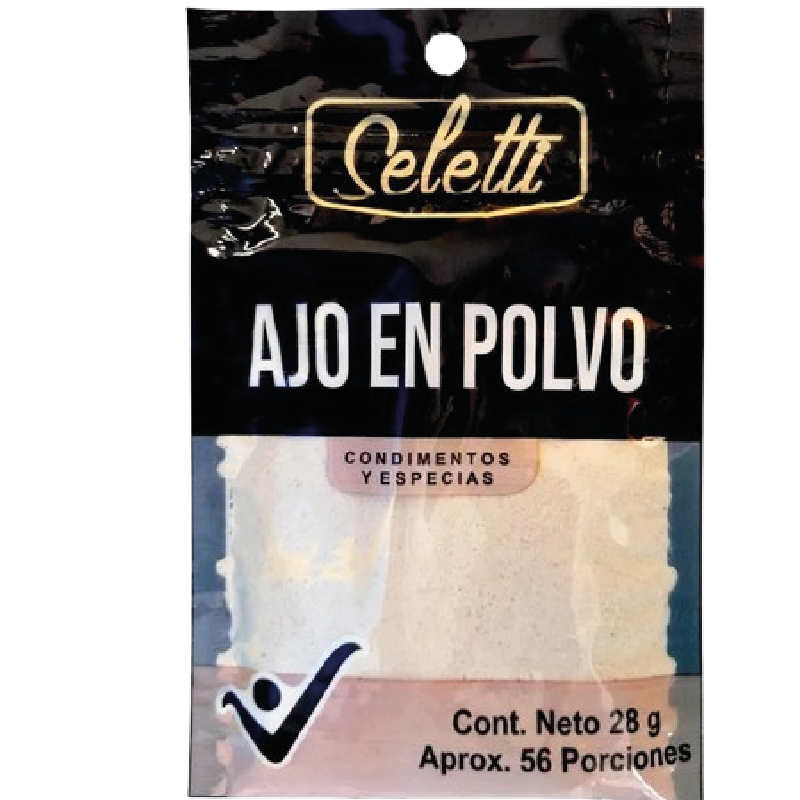 Seletti
AJO EN POLVO
CONDIMENTOS
Y ESPECIAS
Cont. Neto 28 g
Aprox. 56 Porciones